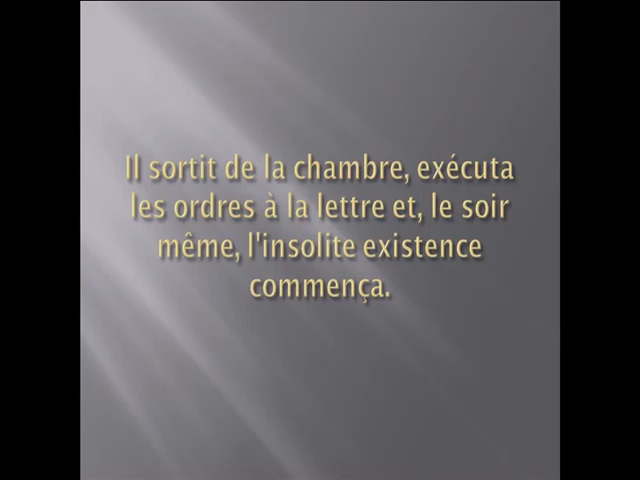 Il sortit de la chambre, exécuta
les ordres à la lettre et, le soir
même, l'insolite existence
commença.